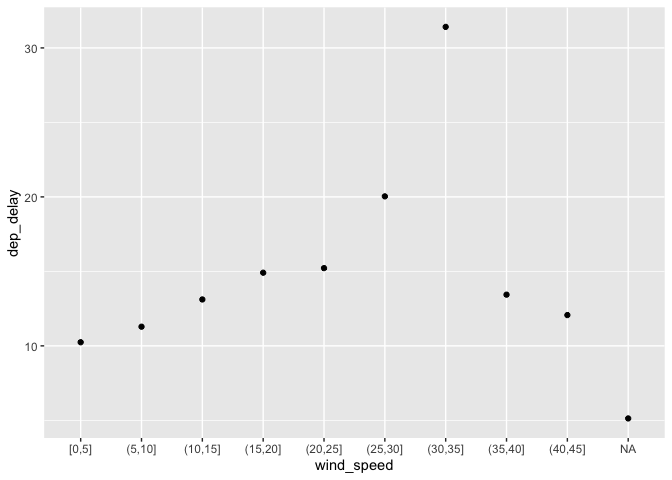 30
20
10
dep_delay
[0,5] (5,10] (10,15] (15,20] (20,25] (25,30] (30,35] (35,40] (40,45] NA
wind_speed